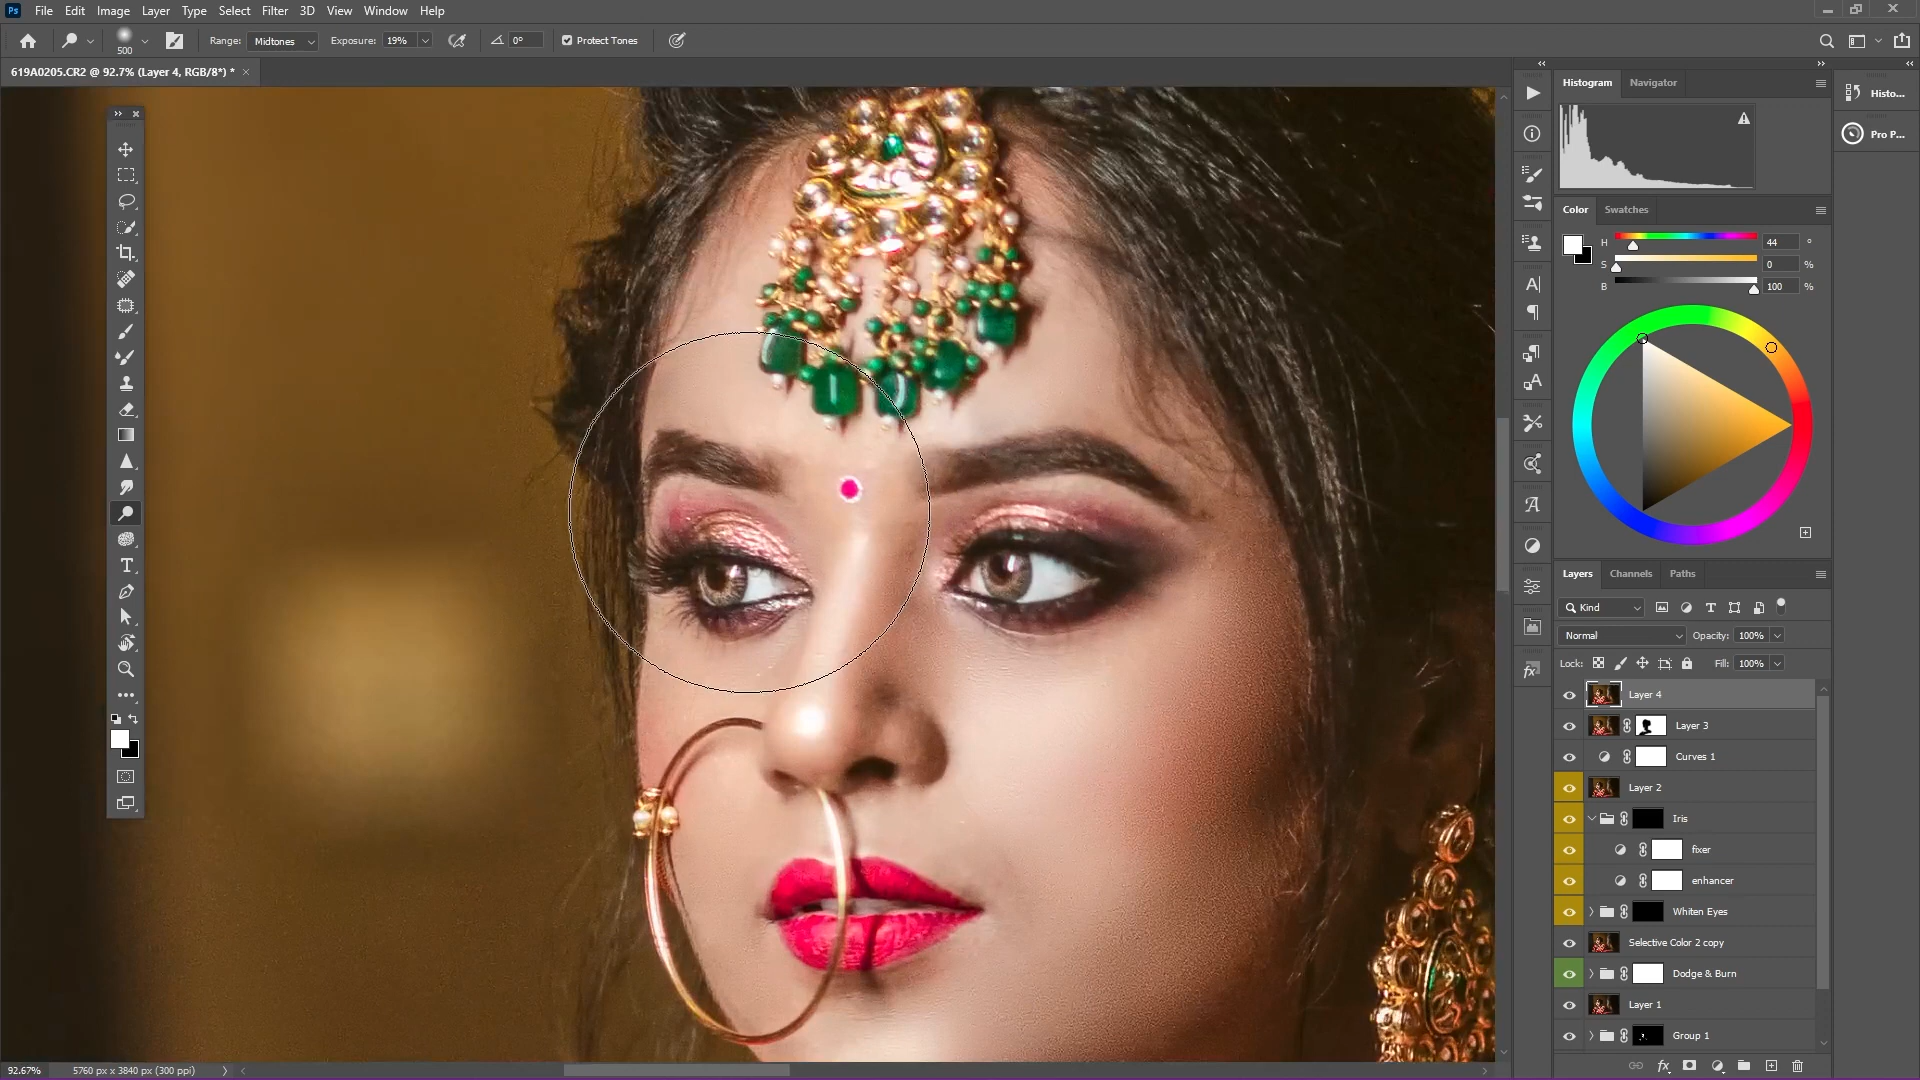 Ps File Edit Image Layer Type Select Filter 3D View Window Help
500 Range: Midtones Exposure: 19% 0° Protect Tones
619A0205.CR2 @ 92.7% (Layer 4, RGB/8*) *
Histogram Navigator
Histo...
Pro P...
Color Swatches
H 44 °
S 0 %
B 100 %
Layers Channels Paths
Kind
Normal Opacity: 100%
Lock: Fill: 100%
Layer 4
Layer 3
Curves 1
Layer 2
Iris
fixer
enhancer
Whiten Eyes
Selective Color 2 copy
Dodge & Burn
Layer 1
Group 1
92.67% 5760 px x 3840 px (300 ppi)